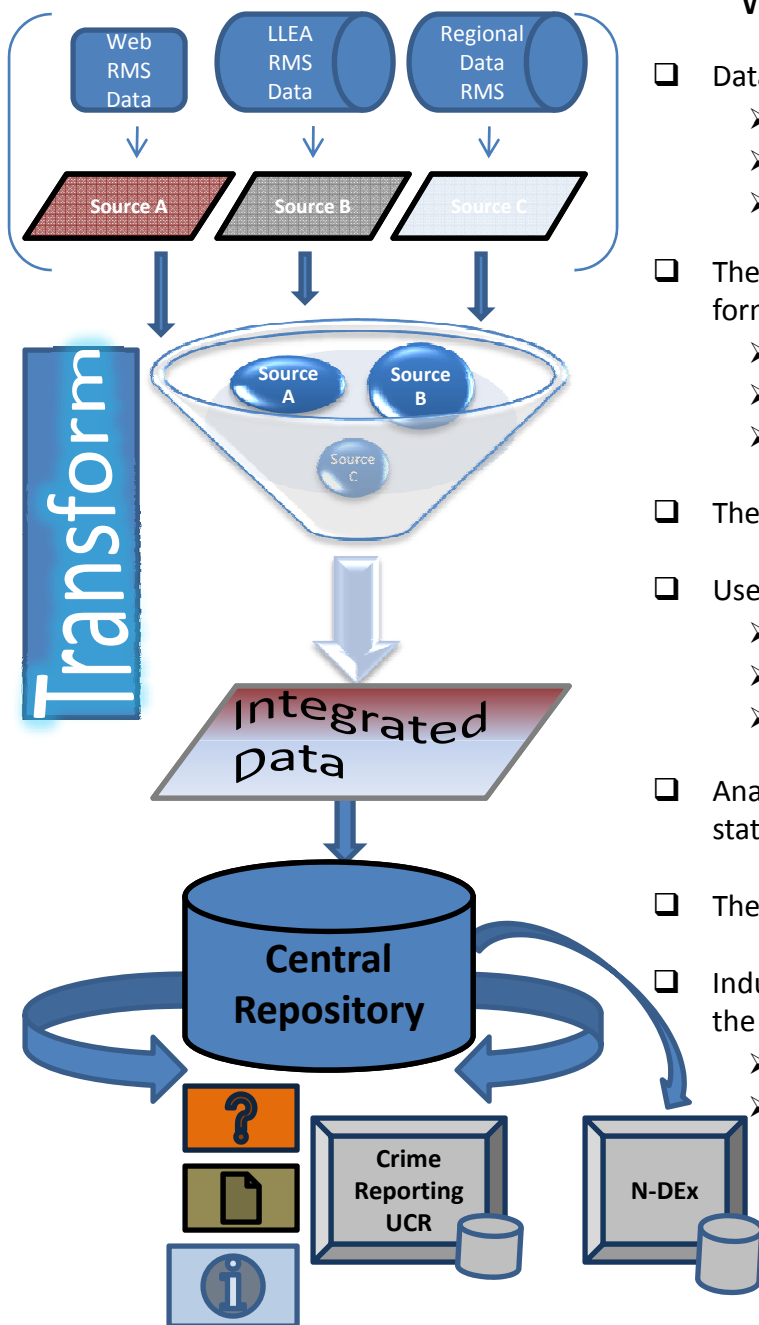 Web
RMS
Data
LLEA
RMS
Data
Regional
Data
RMS
Source A
Source B
Source C
Transform
Source
A
Source
B
Source
C
Integrated
Data
Central
Repository
?
i
Crime
Reporting
UCR
N-DEx
Data
The
form
The
Use
Ana
stat
The
Indu
the